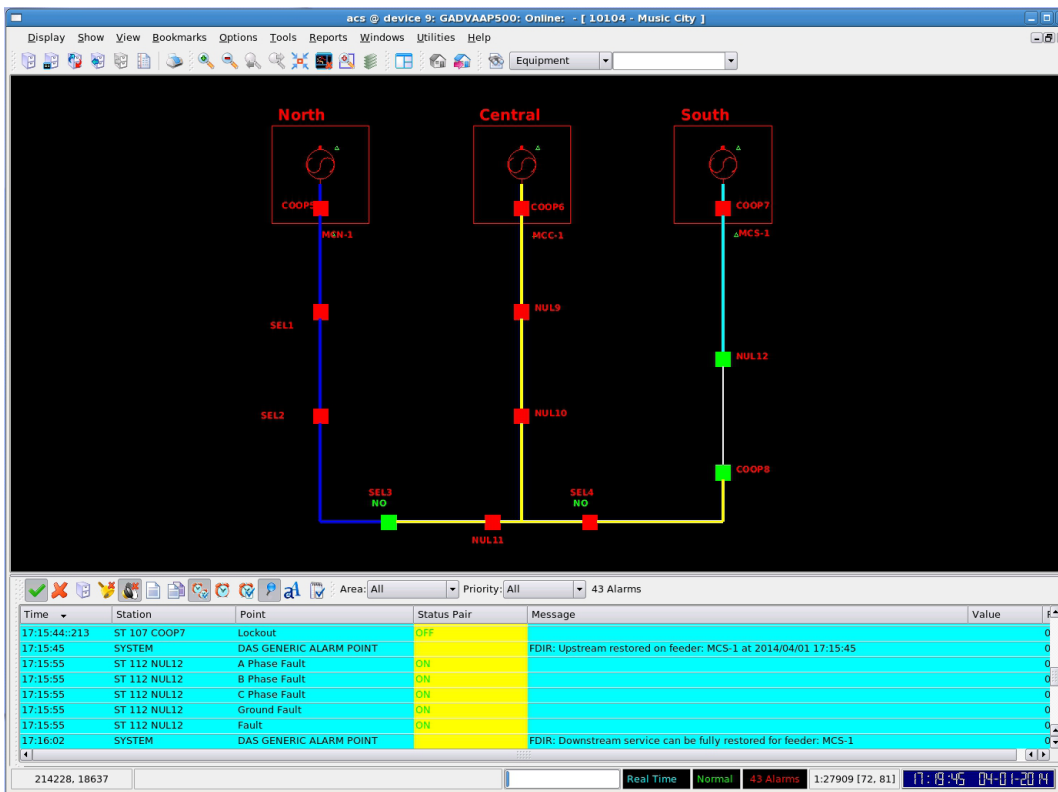 acs @ device 9: GADVAAP500: Online: - [ 10104 - Music City ]
Display Show View Bookmarks Options Tools Reports Windows Utilities Help
Equipment
North Central South
COOP5 COOP6 COOP7
MCN-1 MCC-1 MCS-1
SEL1 NUL9
NUL12
SEL2 NUL10
COOP8
SEL3 SEL4
NO NO
NUL11
Area: All Priority: All 43 Alarms
Time Station Point Status Pair Message Value
17:15:44::213 ST 107 COOP7 Lockout OFF 0
17:15:45 SYSTEM DAS GENERIC ALARM POINT FDIR: Upstream restored on feeder: MCS-1 at 2014/04/01 17:15:45 0
17:15:55 ST 112 NUL12 A Phase Fault ON 0
17:15:55 ST 112 NUL12 B Phase Fault ON 0
17:15:55 ST 112 NUL12 C Phase Fault ON 0
17:15:55 ST 112 NUL12 Ground Fault ON 0
17:15:55 ST 112 NUL12 Fault ON 0
17:16:02 SYSTEM DAS GENERIC ALARM POINT FDIR: Downstream service can be fully restored for feeder: MCS-1 0
214228, 18637 Real Time Normal 43 Alarms 1:27909 [72, 81] 17:19:45 04-01-2014